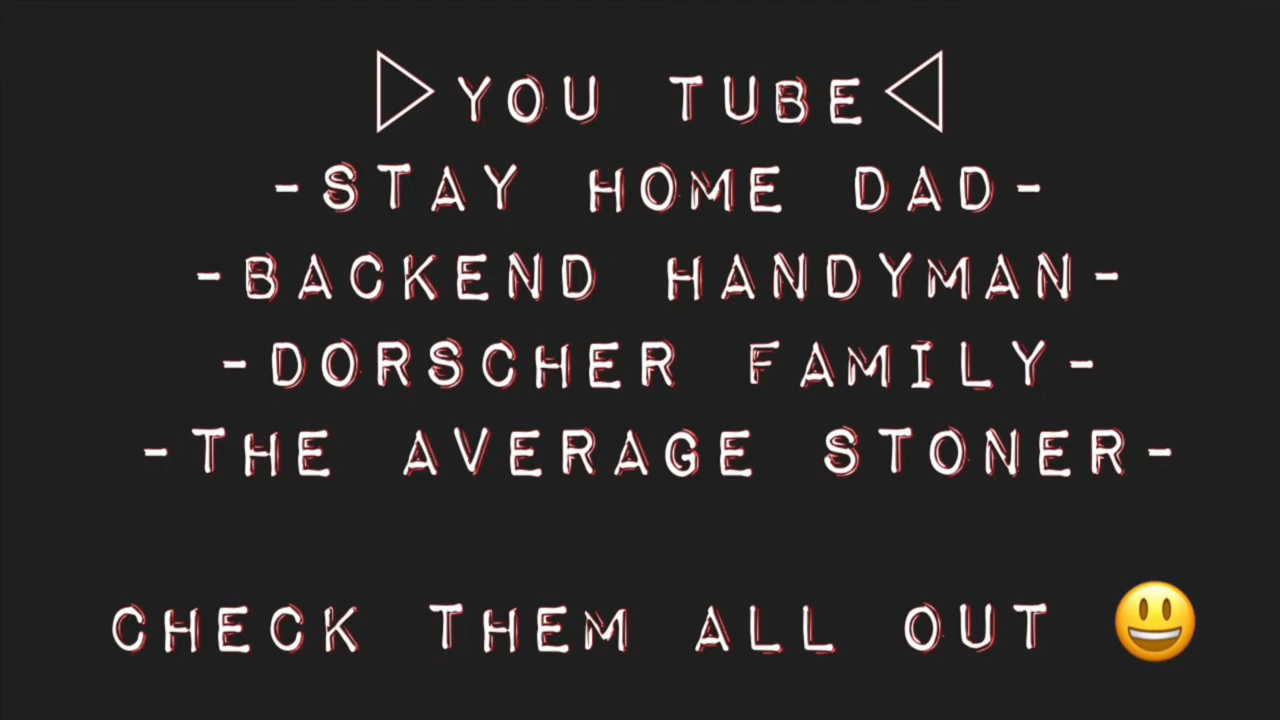 ▷YOU TUBE◁
-STAY HOME DAD-
-BACKEND HANDYMAN-
-DORSCHER FAMILY-
-THE AVERAGE STONER-
CHECK THEM ALL OUT 😃